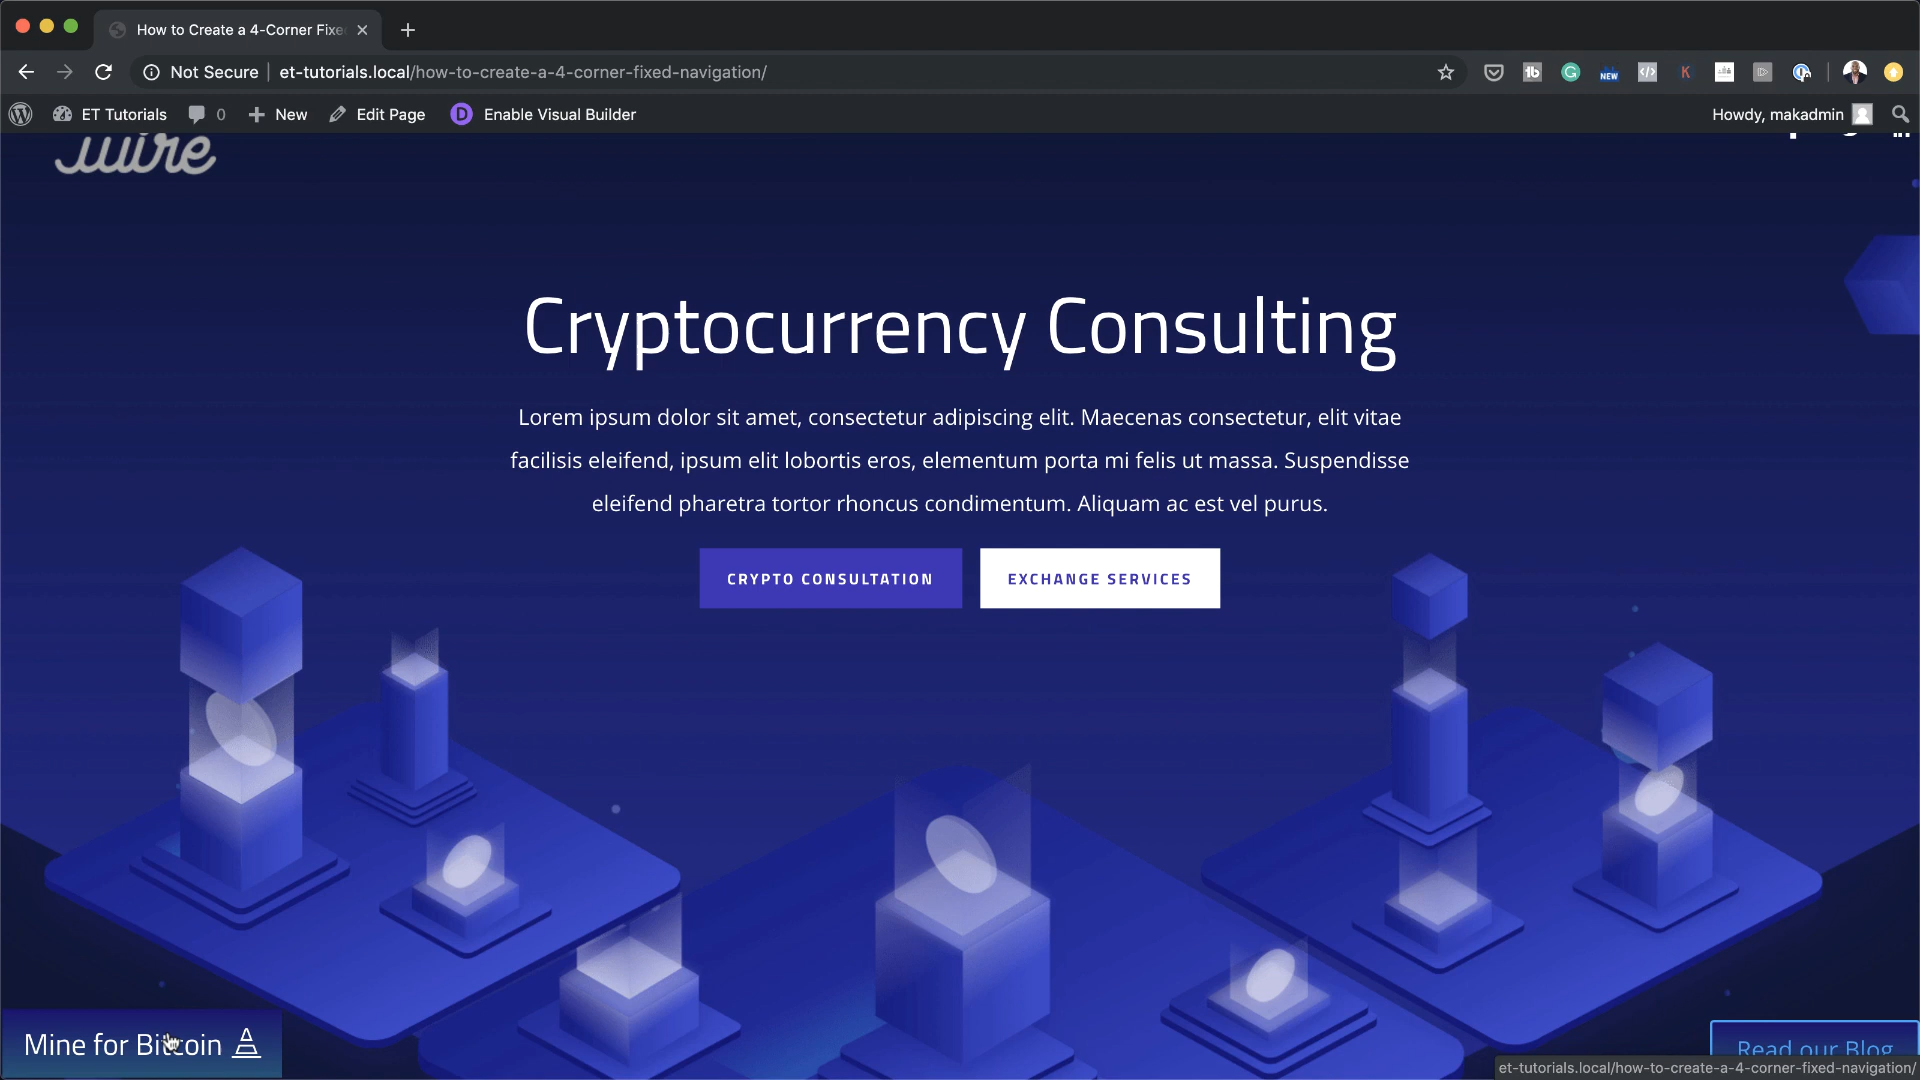 How to Create a 4-Corner Fixe
Not Secure
et-tutorials.local/how-to-create-a-4-corner-fixed-navigation/
NEW
ET Tutorials
0
New
Edit Page
Enable Visual Builder
Howdy, makadmin
Cryptocurrency Consulting
Lorem ipsum dolor sit amet, consectetur adipiscing elit. Maecenas consectetur, elit vitae
facilisis eleifend, ipsum elit lobortis eros, elementum porta mi felis ut massa. Suspendisse
eleifend pharetra tortor rhoncus condimentum. Aliquam ac est vel purus.
CRYPTO CONSULTATION
EXCHANGE SERVICES
Mine for Bitcoin
Read our Blog
et-tutorials.local/how-to-create-a-4-corner-fixed-navigation/